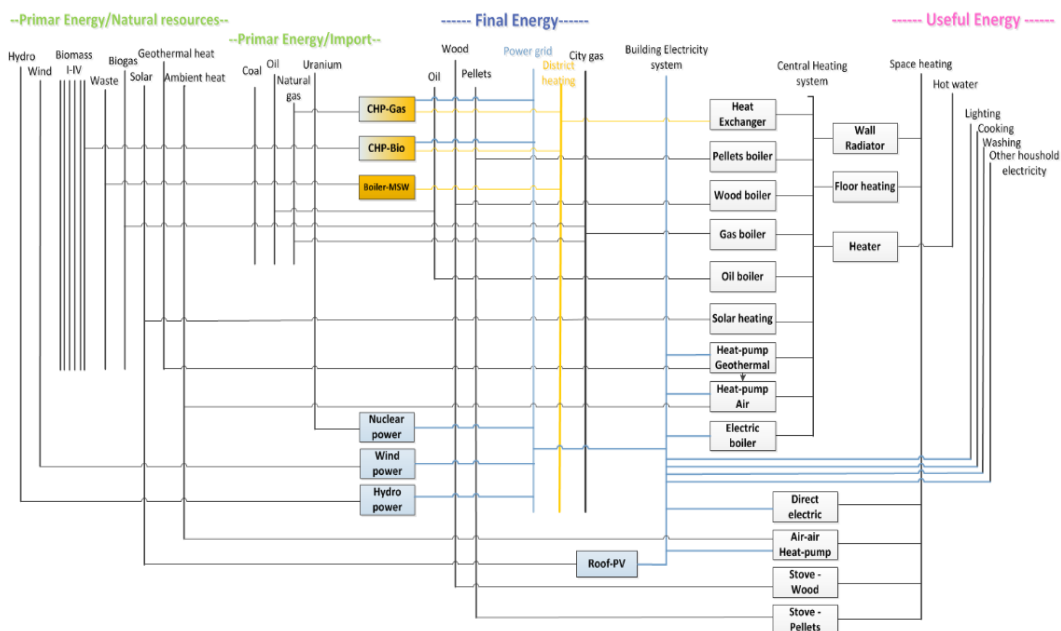 --Primar Energy/Natural resources--
------ Final Energy------
------ Useful Energy ------
--Primar Energy/Import--
Hydro
Wind
Biomass
I-IV
Waste
Biogas
Solar
Geothermal heat
Ambient heat
Coal
Oil
Natural
gas
Uranium
Oil
Wood
Pellets
Power grid
District
heating
City gas
Building Electricity
system
Central Heating
system
Space heating
Hot water
Lighting
Cooking
Washing
Other houshold
electricity
CHP-Gas
CHP-Bio
Boiler-MSW
Heat
Exchanger
Pellets boiler
Wood boiler
Gas boiler
Oil boiler
Solar heating
Heat-pump
Geothermal
Heat-pump
Air
Electric
boiler
Wall
Radiator
Floor heating
Heater
Nuclear
power
Wind
power
Hydro
power
Roof-PV
Direct
electric
Air-air
Heat-pump
Stove -
Wood
Stove -
Pellets